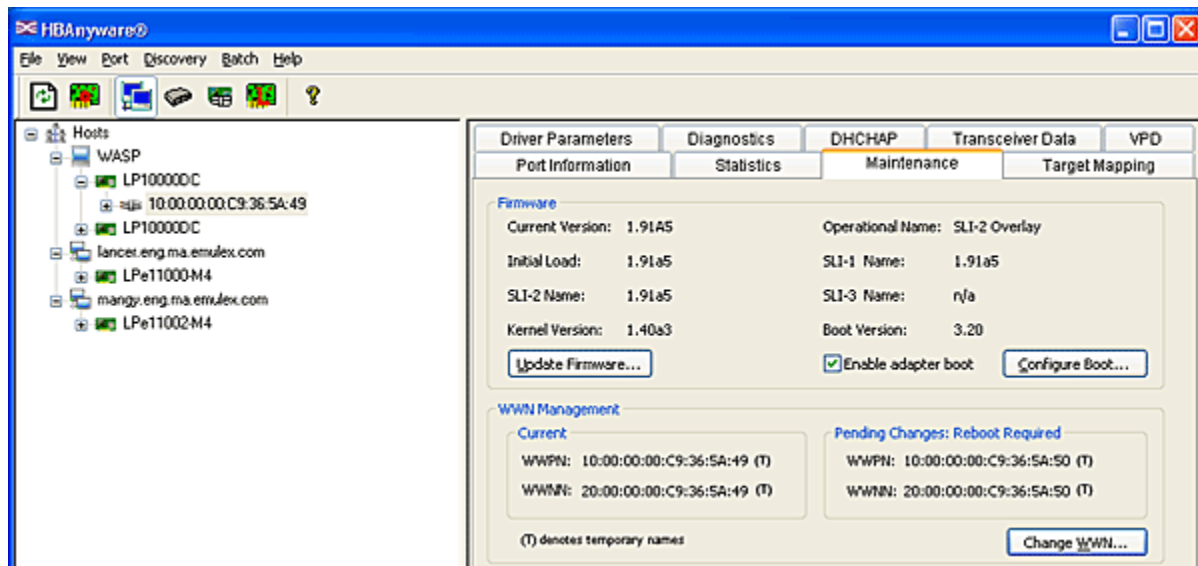 HBAnyware®
File View Port Discovery Batch Help
Hosts
WASP
LP10000DC
10:00:00:00:C9:36:5A:49
LP10000DC
lancer.eng.ma.emulex.com
LPe11000-M4
mangy.eng.ma.emulex.com
LPe11002-M4
Driver Parameters Diagnostics DHCHAP Transceiver Data VPD
Port Information Statistics Maintenance Target Mapping
Firmware
Current Version: 1.91A5 Operational Name: SLI-2 Overlay
Initial Load: 1.91a5 SLI-1 Name: 1.91a5
SLI-2 Name: 1.91a5 SLI-3 Name: n/a
Kernel Version: 1.40a3 Boot Version: 3.20
Update Firmware... Enable adapter boot Configure Boot...
WWN Management
Current Pending Changes: Reboot Required
WWPN: 10:00:00:00:C9:36:5A:49 (T) WWPN: 10:00:00:00:C9:36:5A:50 (T)
WWNN: 20:00:00:00:C9:36:5A:49 (T) WWNN: 20:00:00:00:C9:36:5A:50 (T)
(T) denotes temporary names Change WWN...